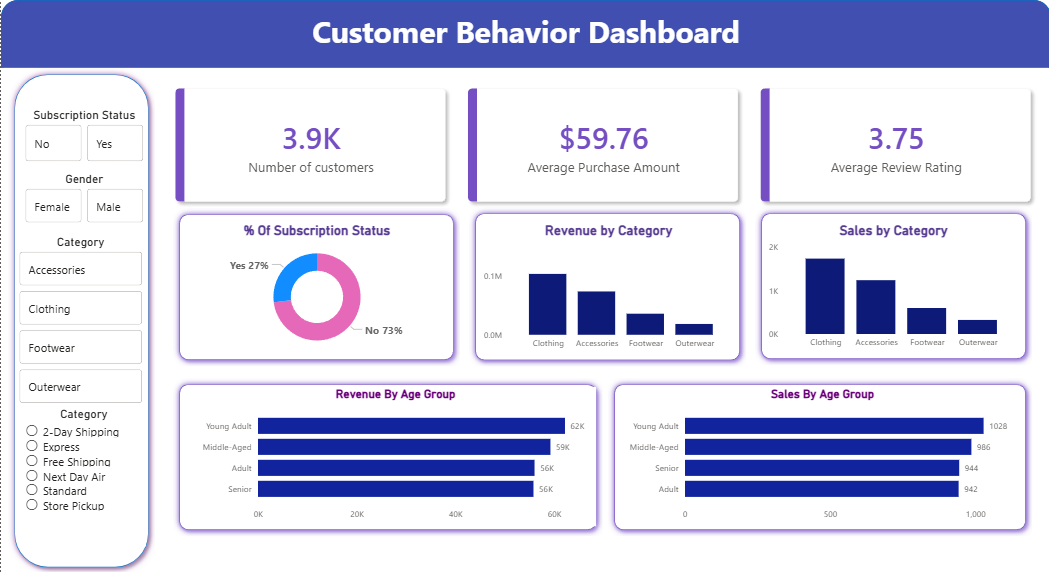 Customer Behavior Dashboard
Subscription Status
No Yes
Gender
Female Male
Category
Accessories
Clothing
Footwear
Outerwear
Category
2-Day Shipping
Express
Free Shipping
Next Day Air
Standard
Store Pickup
3.9K
Number of customers
$59.76
Average Purchase Amount
3.75
Average Review Rating
% Of Subscription Status
Yes 27%
No 73%
Revenue by Category
0.1M
0.0M
Clothing Accessories Footwear Outerwear
Sales by Category
2K
1K
0K
Clothing Accessories Footwear Outerwear
Revenue By Age Group
Young Adult 62K
Middle-Aged 59K
Adult 56K
Senior 56K
0K 20K 40K 60K
Sales By Age Group
Young Adult 1028
Middle-Aged 986
Senior 944
Adult 942
0 500 1,000